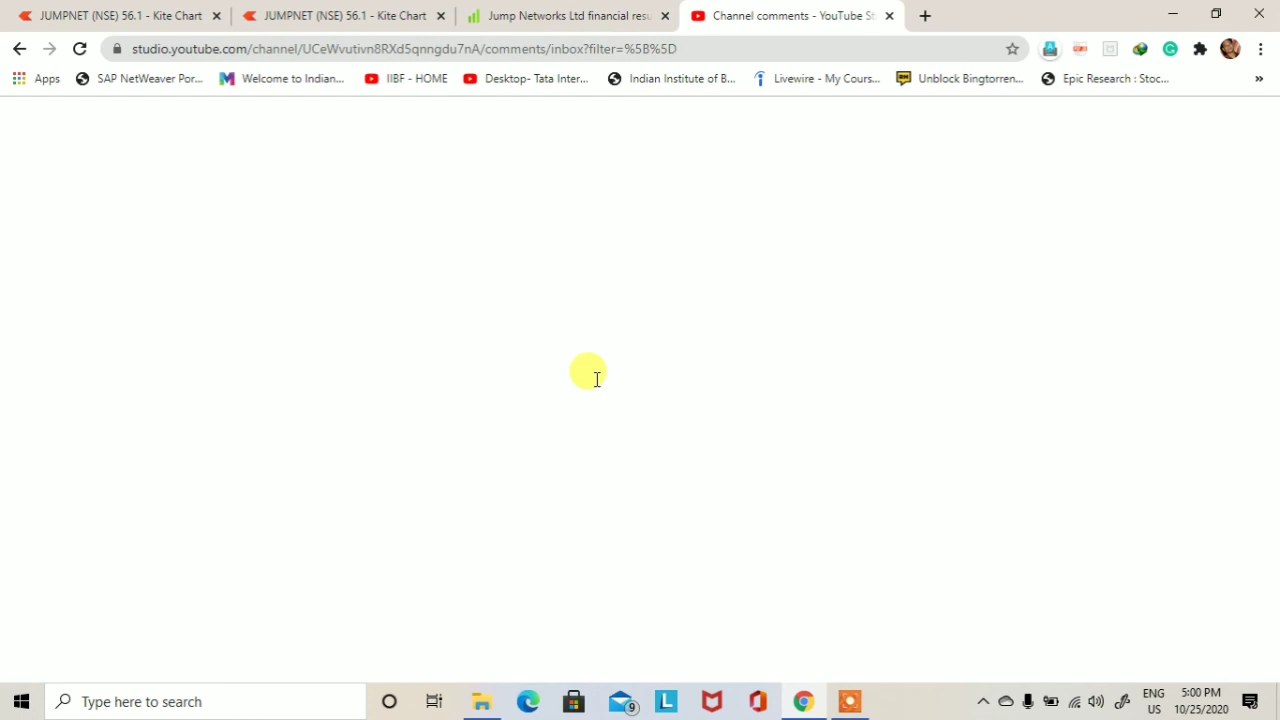 JUMPNET (NSE) 56.1 - Kite Chart
JUMPNET (NSE) 56.1 - Kite Chart
Jump Networks Ltd financial resu
Channel comments - YouTube St
studio.youtube.com/channel/UCeWvutivn8RXd5qnngdu7nA/comments/inbox?filter=%5B%5D
Apps
SAP NetWeaver Por...
Welcome to Indian...
IIBF - HOME
Desktop- Tata Inter...
Indian Institute of B...
Livewire - My Cours...
Unblock Bingtorren...
Epic Research : Stoc...
»
Type here to search
9
ENG
US
5:00 PM
10/25/2020